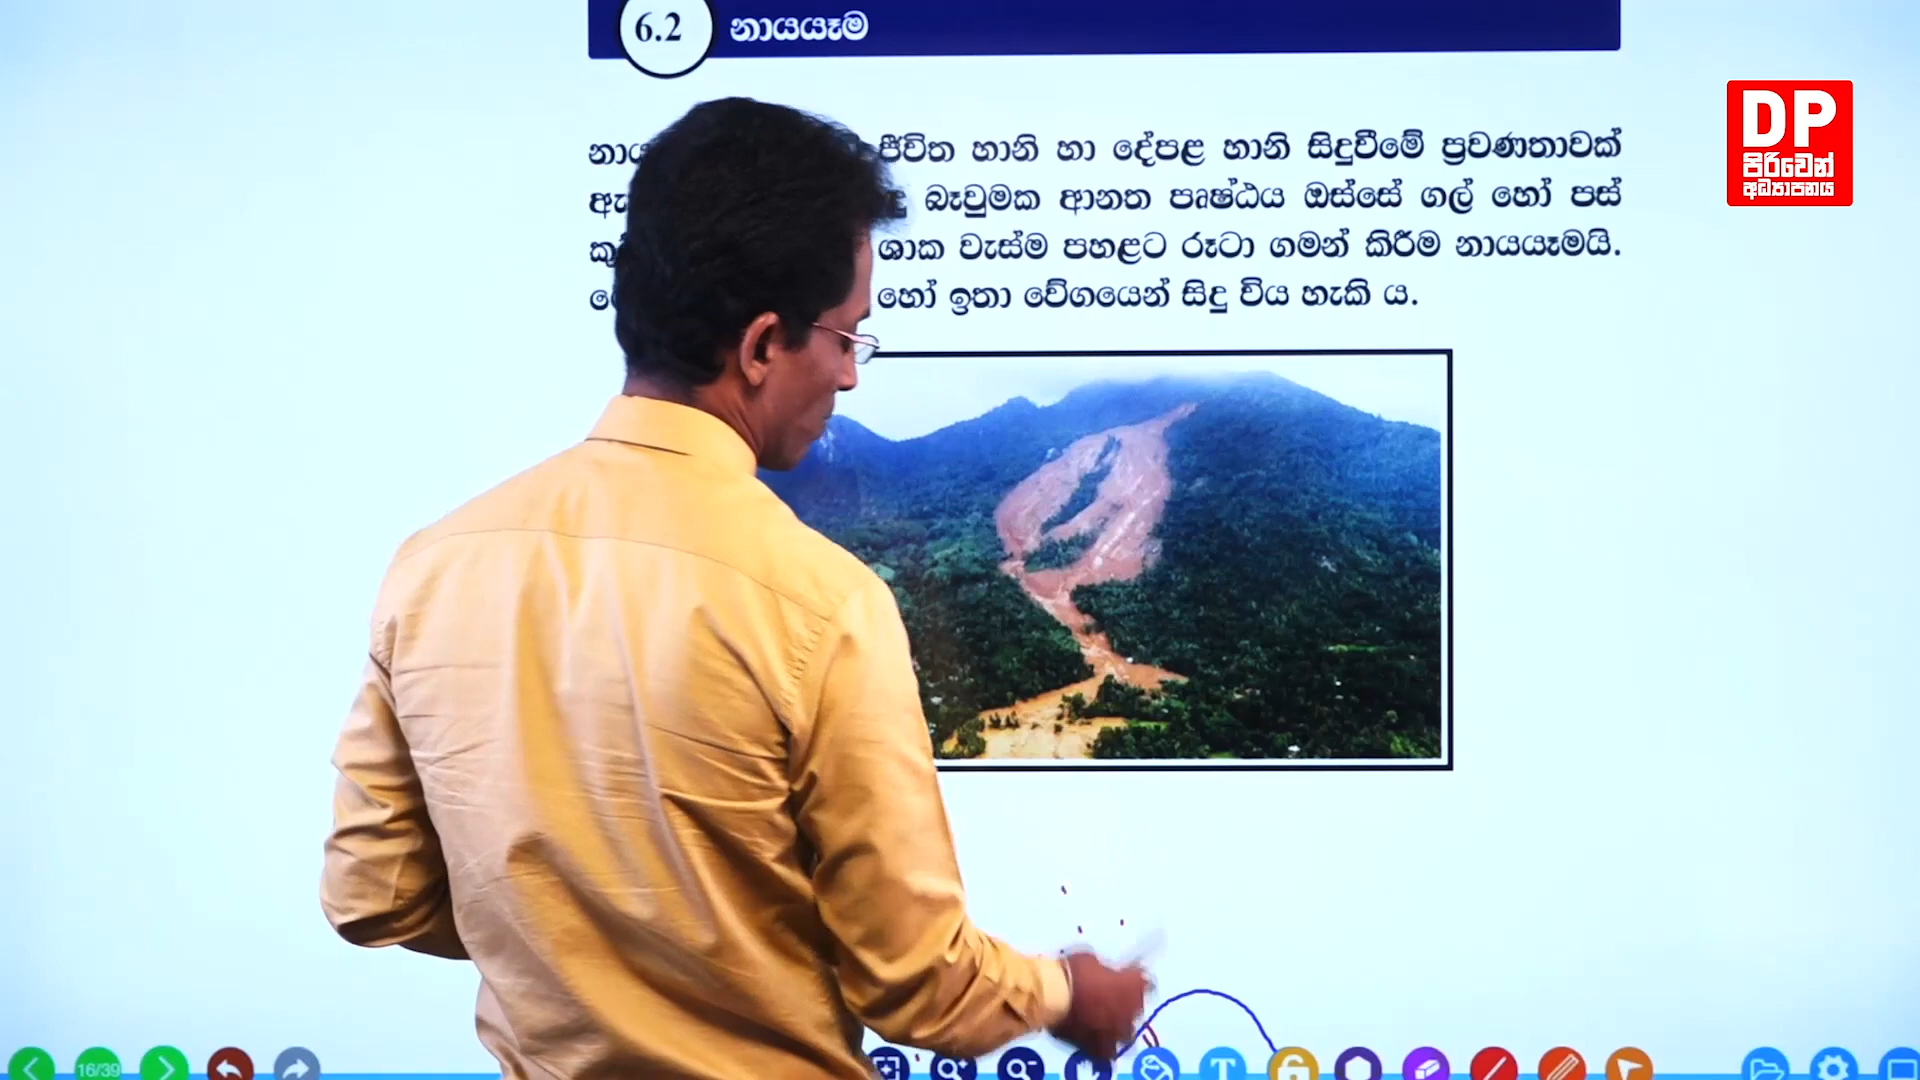 6.2 නායයෑම
ජීවිත හානි හා දේපළ හානි සිදුවීමේ ප්‍රවණතාවක්
බෑවුමක ආනත පෘෂ්ඨය ඔස්සේ ගල් හෝ පස්
ශාක වැස්ම පහළට රූටා ගමන් කිරීම නායයෑමයි.
හෝ ඉතා වේගයෙන් සිදු විය හැකි ය.
DP
පිරිවෙන්
අධ්‍යාපනය
16/39
T